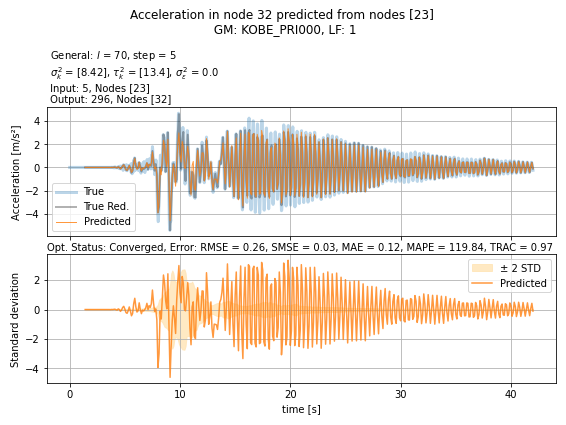 Acceleration in node 32 predicted from nodes [23]
GM: KOBE_PRI000, LF: 1
General: l = 70, step = 5
σ²ₖ = [8.42], τ²ₖ = [13.4], σ²ε = 0.0
Input: 5, Nodes [23]
Output: 296, Nodes [32]
Acceleration [m/s²]
4
2
0
−2
−4
True
True Red.
Predicted
Opt. Status: Converged, Error: RMSE = 0.26, SMSE = 0.03, MAE = 0.12, MAPE = 119.84, TRAC = 0.97
Standard deviation
2
0
−2
−4
± 2 STD
Predicted
0 10 20 30 40
time [s]